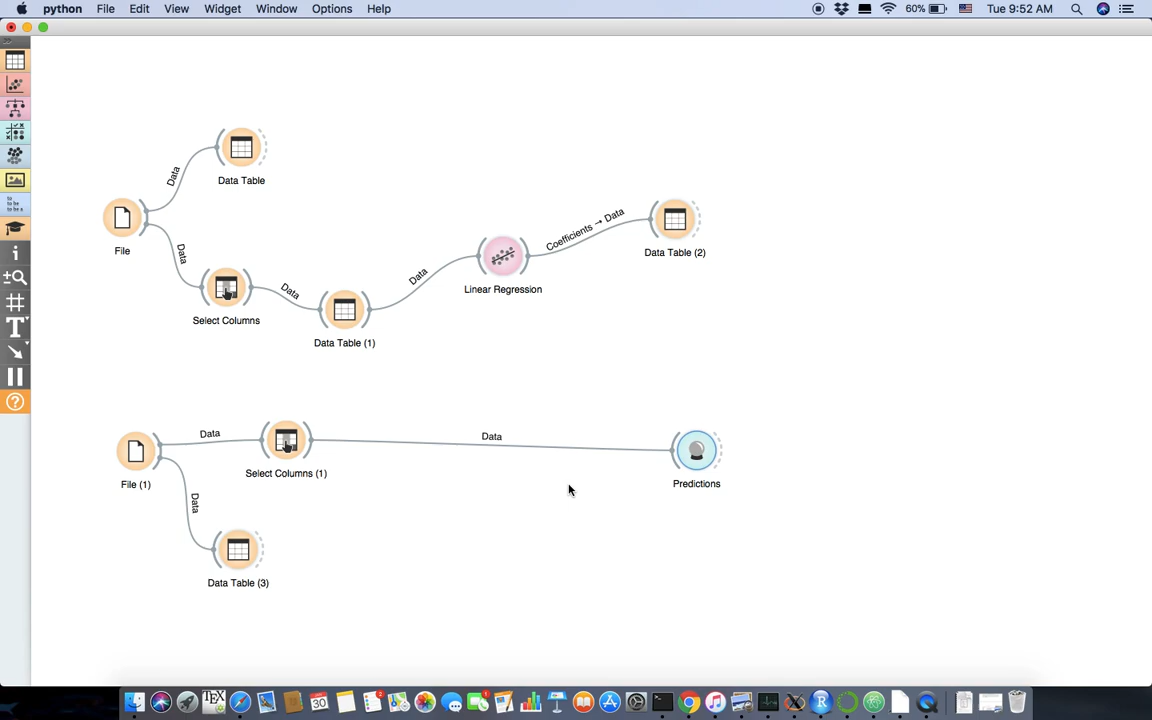 python File Edit View Widget Window Options Help 60% Tue 9:52 AM
Data Table
Data
File
Data
Select Columns
Data
Data Table (1)
Data
Linear Regression
Coefficients → Data
Data Table (2)
T
File (1)
Data
Select Columns (1)
Data
Predictions
Data
Data Table (3)